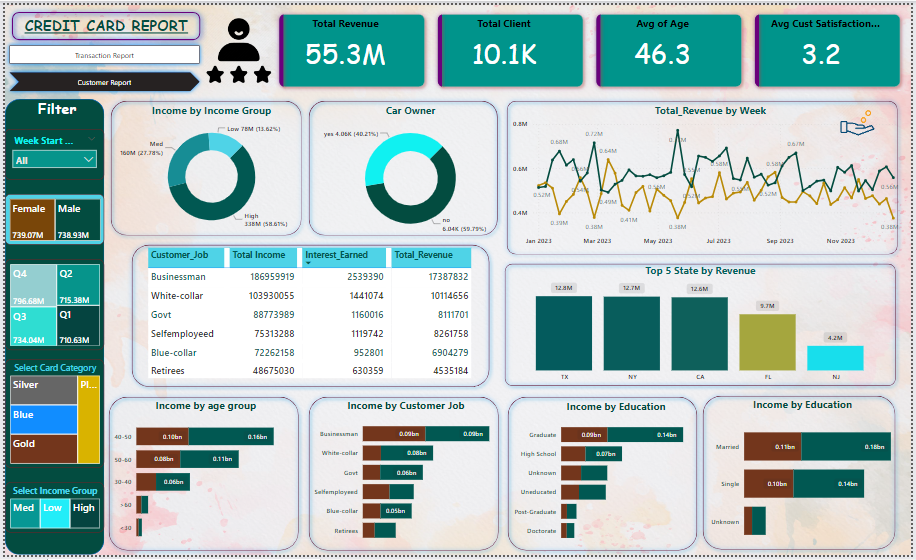 CREDIT CARD REPORT
Transaction Report
Customer Report
Total Revenue
55.3M
Total Client
10.1K
Avg of Age
46.3
Avg Cust Satisfaction...
3.2
Filter
Week Start ...
All
Female
739.07M
Male
738.93M
Q4
796.68M
Q2
715.38M
Q3
734.04M
Q1
710.63M
Select Card Category
Silver
Blue
Gold
Pl...
Select Income Group
Med
Low
High
Income by Income Group
Low 78M (13.62%)
Med
160M (27.78%)
High
338M (58.61%)
Car Owner
yes 4.06K (40.21%)
no
6.04K (59.79%)
Total_Revenue by Week
0.8M
0.6M
0.4M
0.68M
0.72M
0.64M
0.67M
0.52M
0.54M
0.49M
0.56M
0.55M
0.58M
0.58M
0.56M
0.39M
0.38M
0.41M
0.38M
0.38M
Jan 2023
Mar 2023
May 2023
Jul 2023
Sep 2023
Nov 2023
Customer_Job Total Income Interest_Earned Total_Revenue
Businessman 186959919 2539390 17387832
White-collar 103930055 1441074 10114656
Govt 88773989 1160016 8111701
Selfemployeed 75313288 1119742 8261758
Blue-collar 72262158 952801 6904279
Retirees 48675030 630359 4535184
Top 5 State by Revenue
12.8M 12.7M 12.6M 9.7M 4.2M
TX NY CA FL NJ
Income by age group
40-50 0.10bn 0.16bn
50-60 0.08bn 0.11bn
30-40 0.06bn
>60
<30
Income by Customer Job
Businessman 0.09bn 0.09bn
White-collar 0.08bn
Govt 0.06bn
Selfemployeed
Blue-collar 0.05bn
Retirees
Income by Education
Graduate 0.09bn 0.14bn
High School 0.07bn
Unknown
Uneducated
Post-Graduate
Doctorate
Income by Education
Married 0.11bn 0.18bn
Single 0.10bn 0.14bn
Unknown